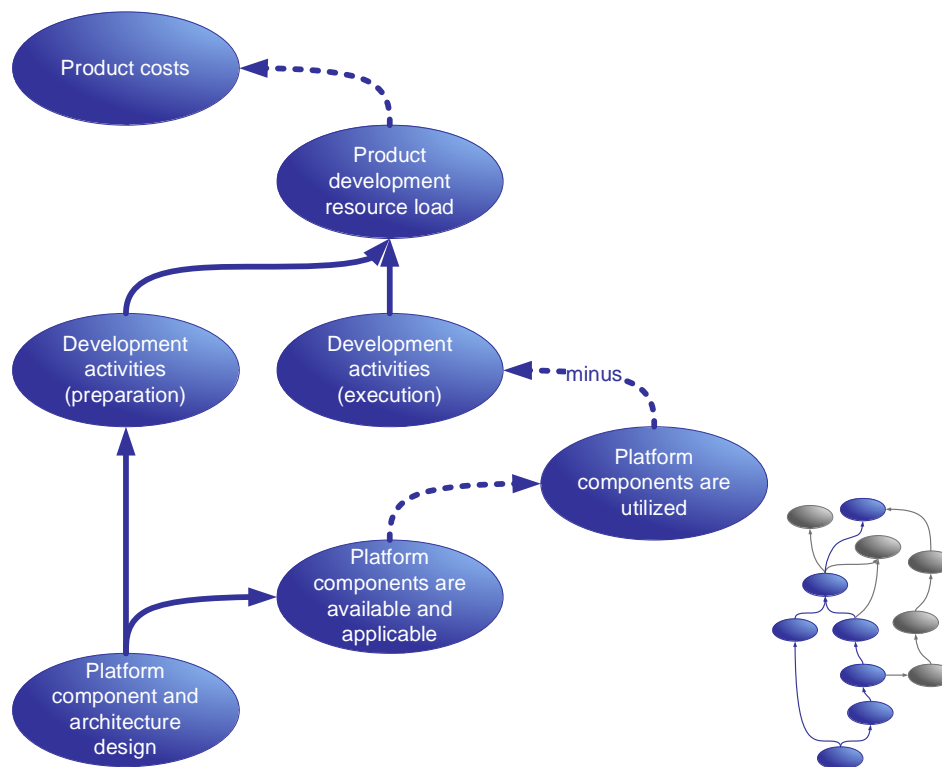 Product costs
Product
development
resource load
Development
activities
(preparation)
Development
activities
(execution)
minus
Platform
components are
utilized
Platform
components are
available and
applicable
Platform
component and
architecture
design